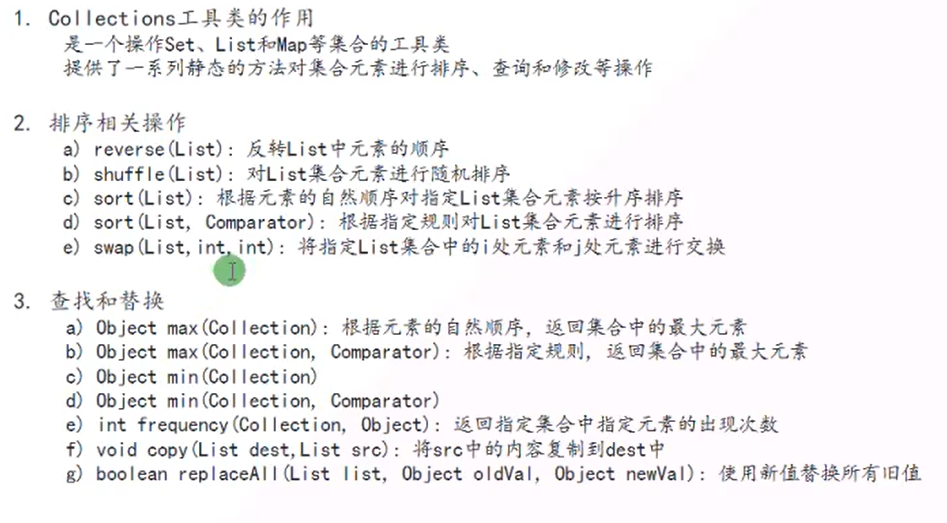 1. Collections工具类的作用
是一个操作Set、List和Map等集合的工具类
提供了一系列静态的方法对集合元素进行排序、查询和修改等操作
2. 排序相关操作
a) reverse(List): 反转List中元素的顺序
b) shuffle(List): 对List集合元素进行随机排序
c) sort(List): 根据元素的自然顺序对指定List集合元素按升序排序
d) sort(List, Comparator): 根据指定规则对List集合元素进行排序
e) swap(List,int,int): 将指定List集合中的i处元素和j处元素进行交换
3. 查找和替换
a) Object max(Collection): 根据元素的自然顺序, 返回集合中的最大元素
b) Object max(Collection, Comparator): 根据指定规则, 返回集合中的最大元素
c) Object min(Collection)
d) Object min(Collection, Comparator)
e) int frequency(Collection, Object): 返回指定集合中指定元素的出现次数
f) void copy(List dest,List src): 将src中的内容复制到dest中
g) boolean replaceAll(List list, Object oldVal, Object newVal): 使用新值替换所有旧值